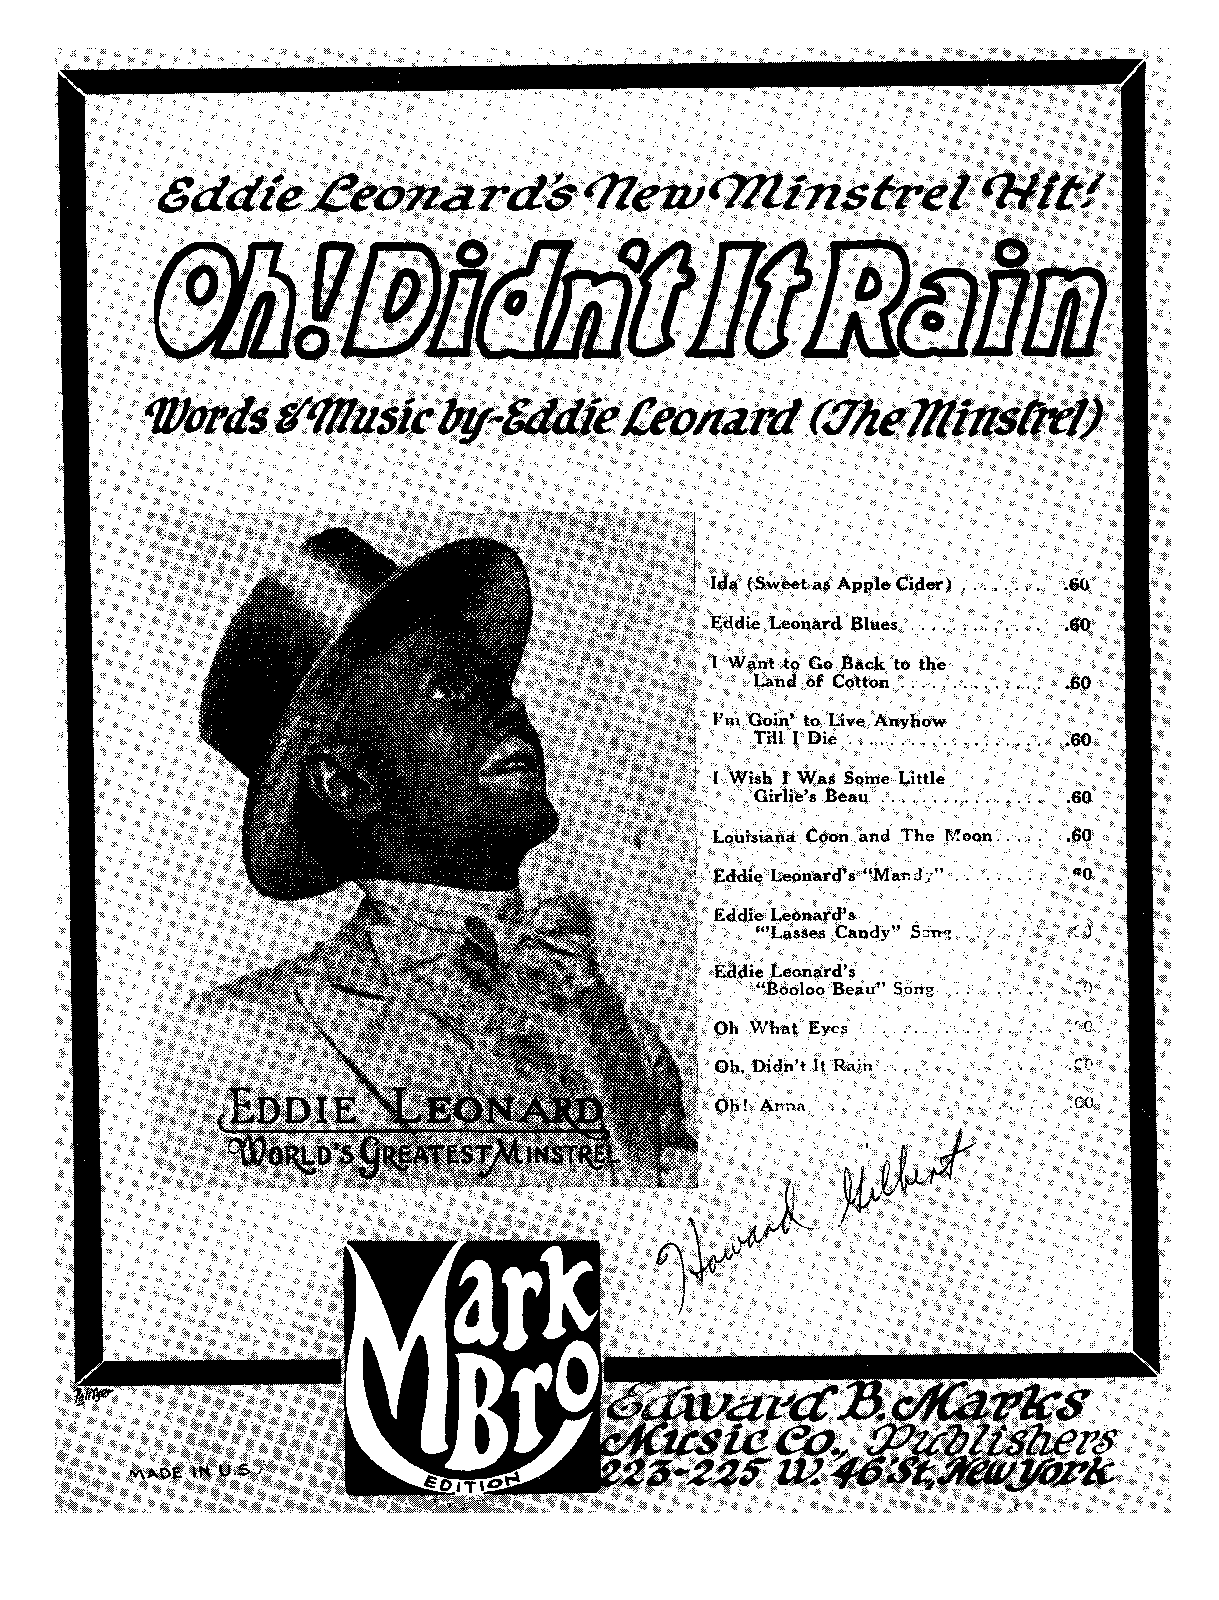 Eddie Leonard's New Minstrel Hit!
Oh! Didn't It Rain
Words & Music by-Eddie Leonard (The Minstrel)
Ida (Sweet as Apple Cider) . . . . . . . .60
Eddie Leonard Blues . . . . . . . . . . . .60
I Want to Go Back to the
Land of Cotton . . . . . . . . . . . . .60
I'm Goin' to Live Anyhow
Till I Die . . . . . . . . . . . . . . . . .60
I Wish I Was Some Little
Girlie's Beau . . . . . . . . . . . . . . .60
Louisiana Coon and The Moon . . . . .60
Eddie Leonard's "Mandy" . . . . . . . . .
Eddie Leonard's
"'Lasses Candy" Song . . . . . . . .
Eddie Leonard's
"Booloo Beau" Song . . . . . . . . .
Oh What Eyes . . . . . . . . . . . . . .
Oh, Didn't It Rain . . . . . . . . . . . .
Oh! Anna . . . . . . . . . . . . . . . .
EDDIE LEONARD
WORLD'S GREATEST MINSTREL
Howard Gilbert
Mark
Bro
EDITION
Edward B. Marks
Music Co., Publishers
223-225 W. 46 St, New York
MADE IN U.S.